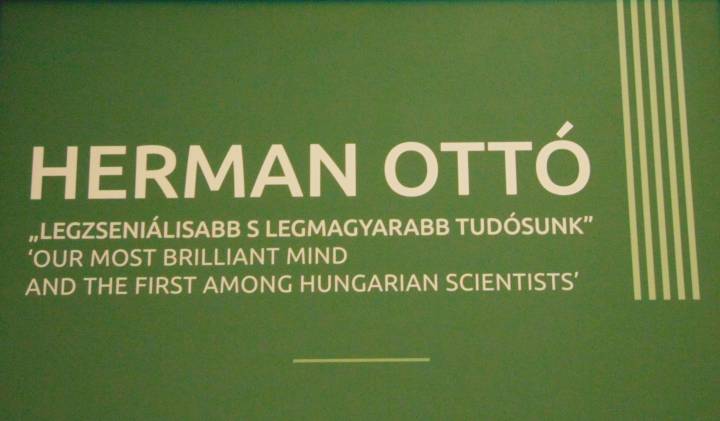 HERMAN OTTÓ
„LEGZSENIÁLISABB S LEGMAGYARABB TUDÓSUNK”
‘OUR MOST BRILLIANT MIND
AND THE FIRST AMONG HUNGARIAN SCIENTISTS’